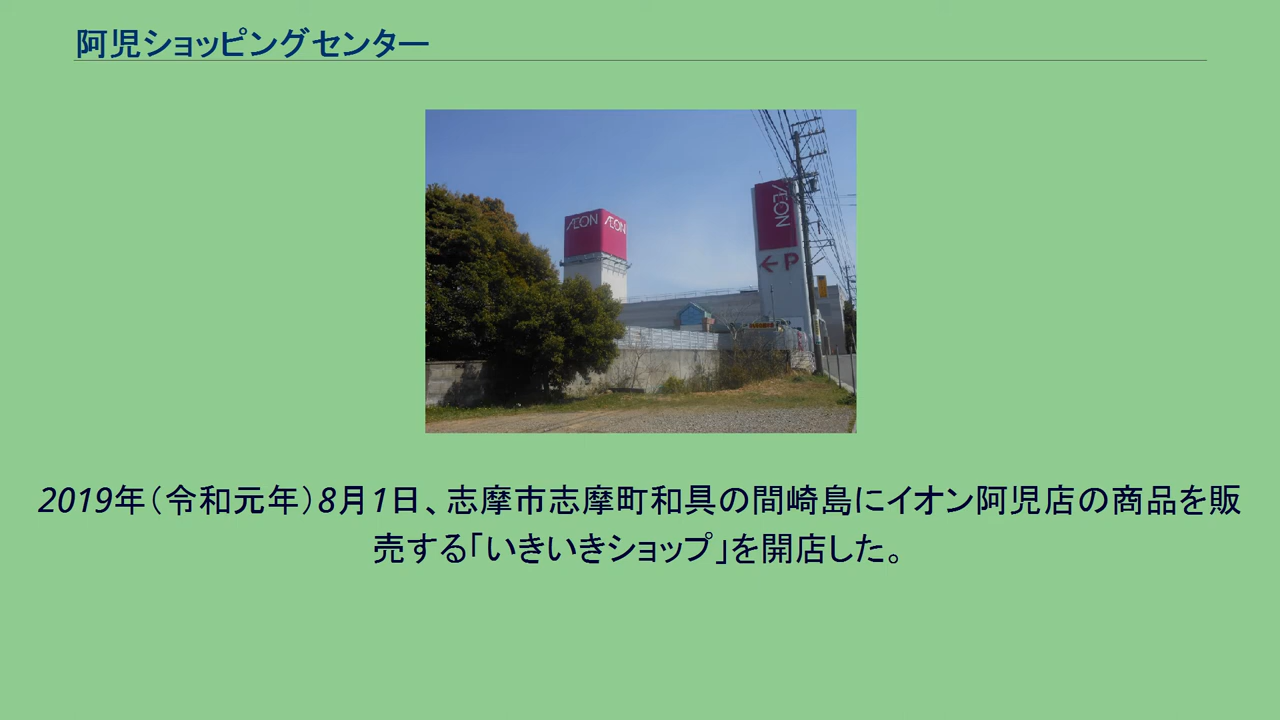 阿児ショッピングセンター
ÆON ÆON
ÆON
←P
2019年（令和元年）8月1日、志摩市志摩町和具の間崎島にイオン阿児店の商品を販
売する「いきいきショップ」を開店した。